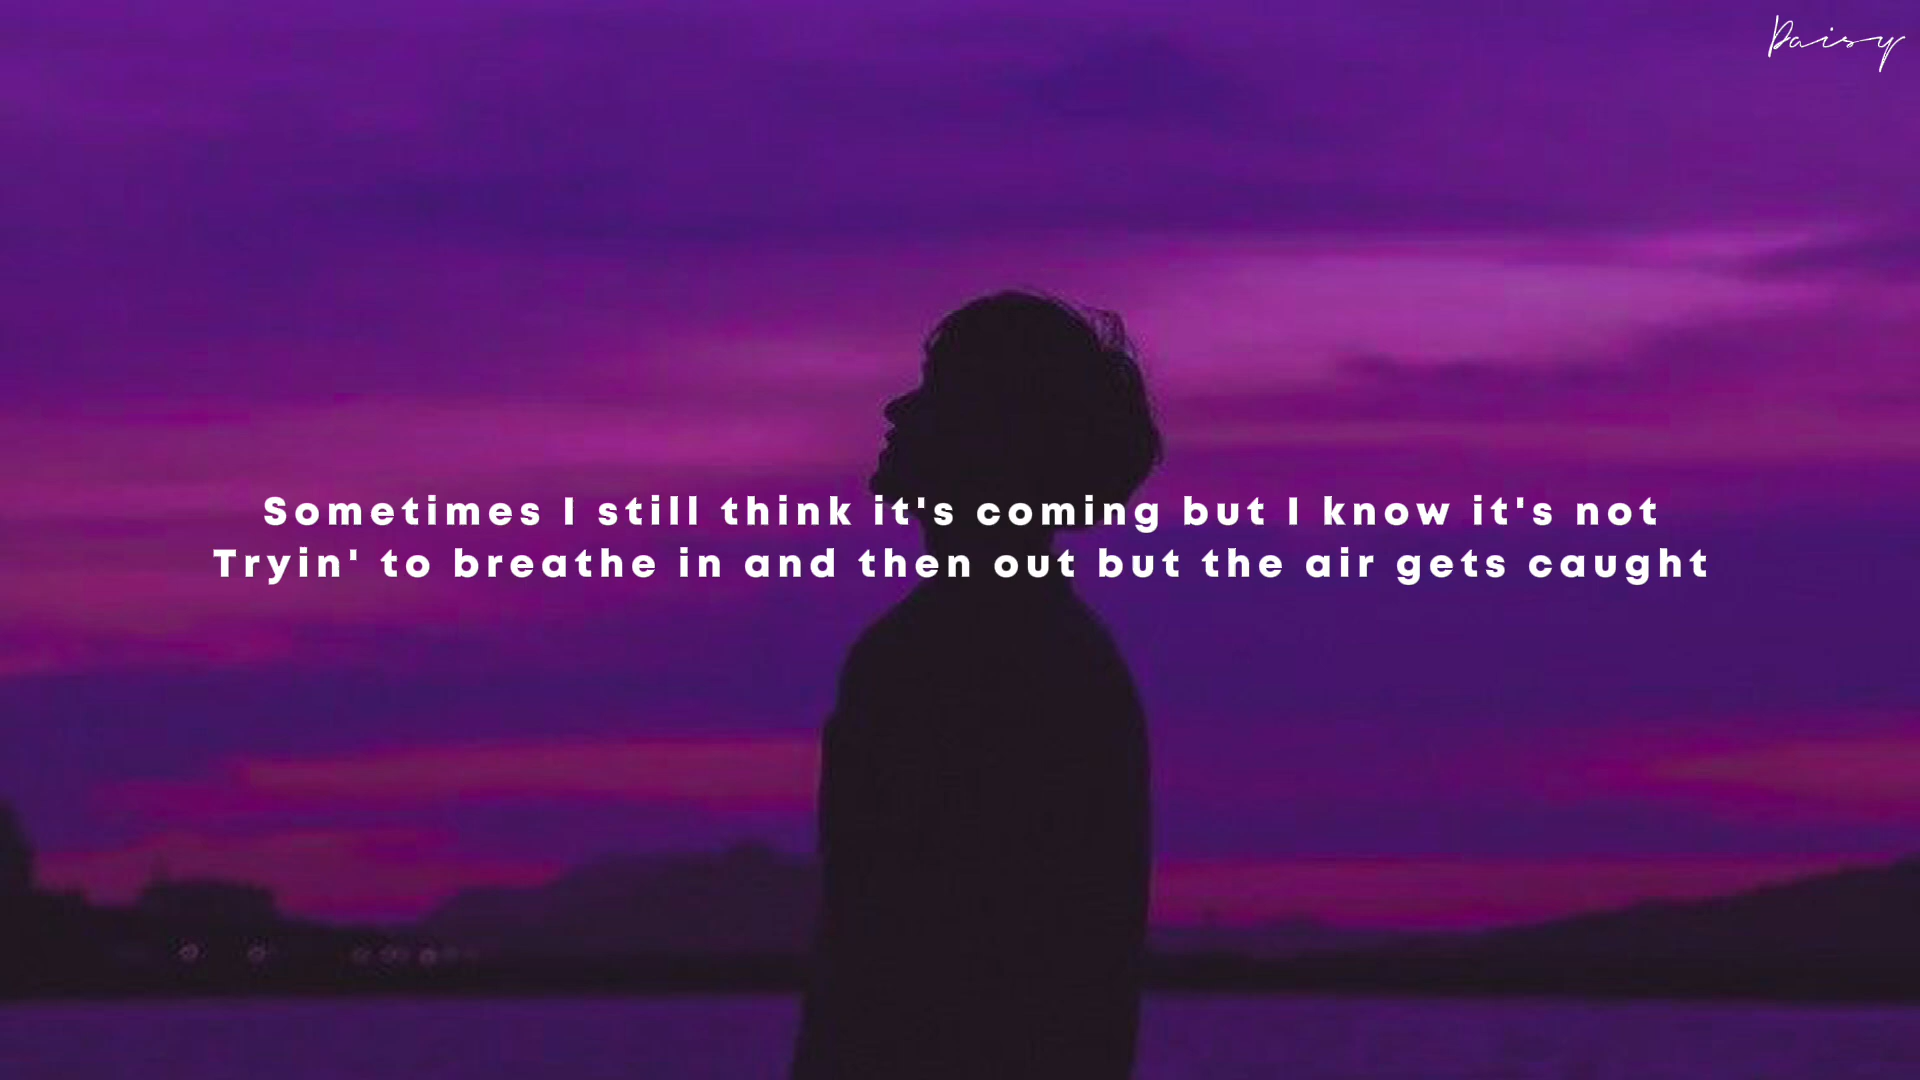 Daisy
Sometimes I still think it's coming but I know it's not
Tryin' to breathe in and then out but the air gets caught